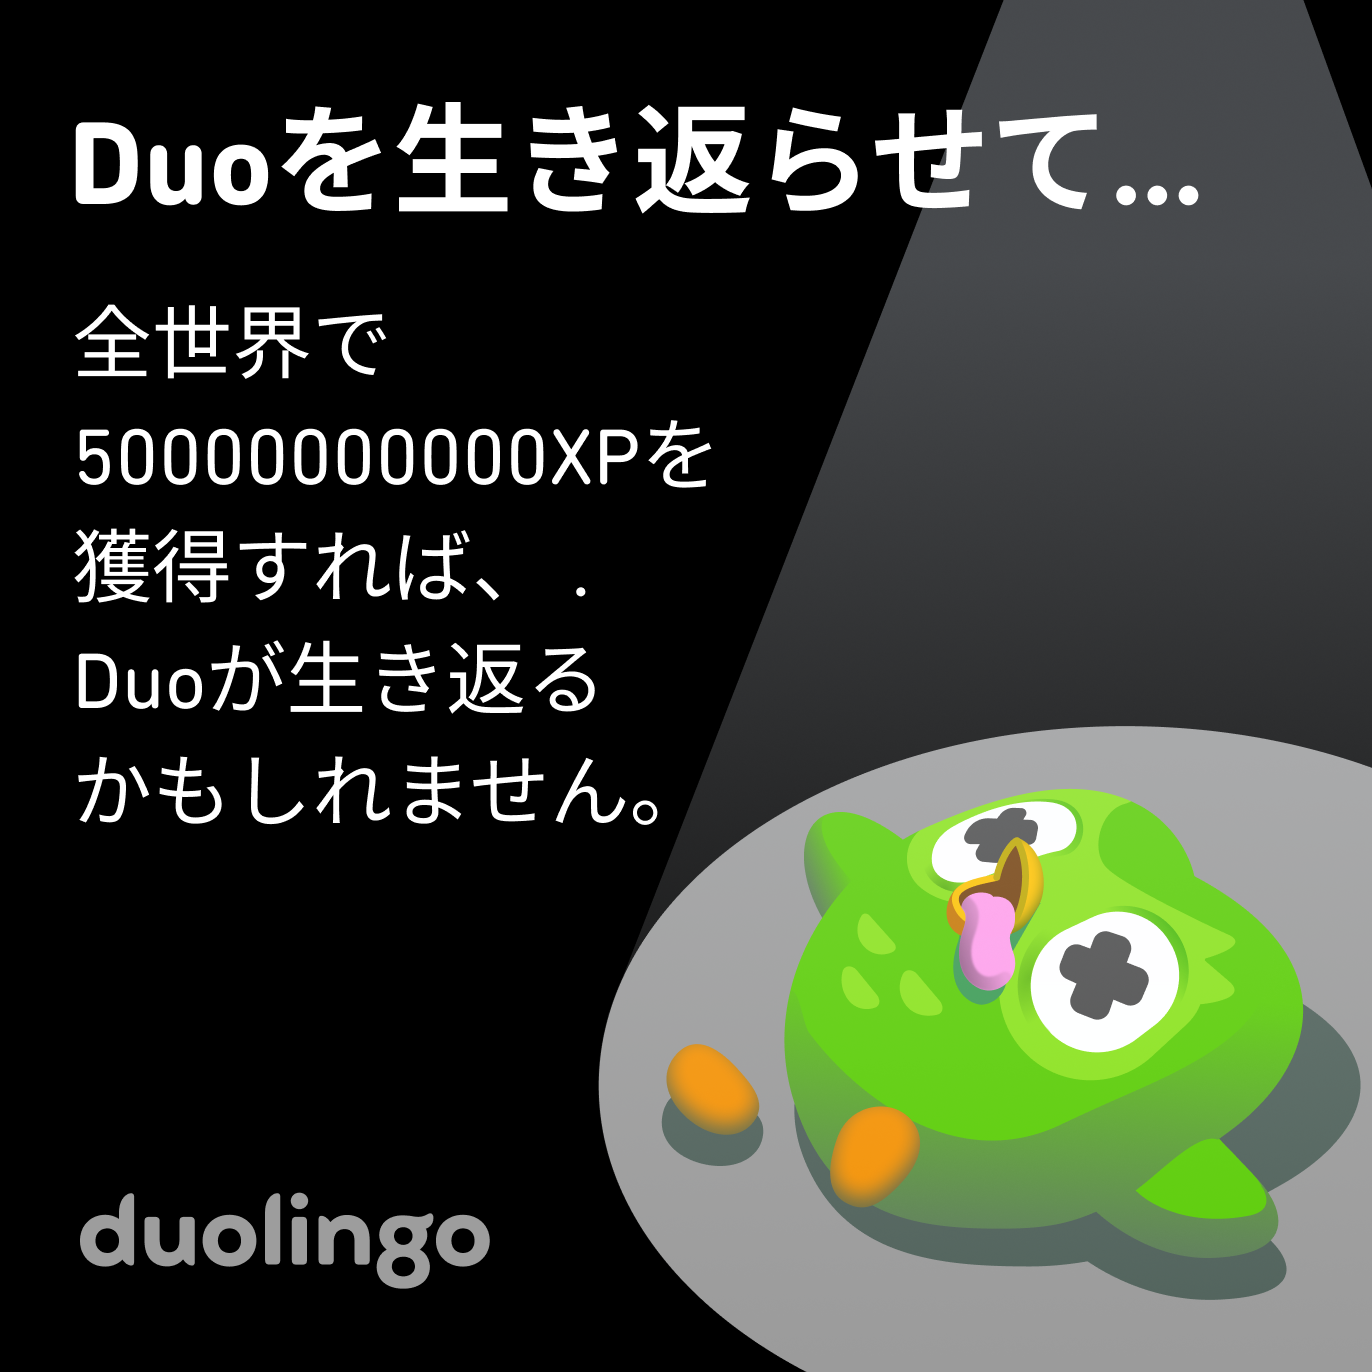 Duoを生き返らせて...
全世界で
50000000000XPを
獲得すれば、 .
Duoが生き返る
かもしれません。
duolingo